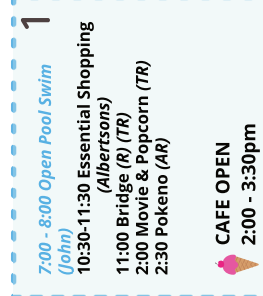 1
7:00 - 8:00 Open Pool Swim
(John)
10:30-11:30 Essential Shopping
(Albertsons)
11:00 Bridge (R) (TR)
2:00 Movie & Popcorn (TR)
2:30 Pokeno (AR)
CAFE OPEN
2:00 - 3:30pm